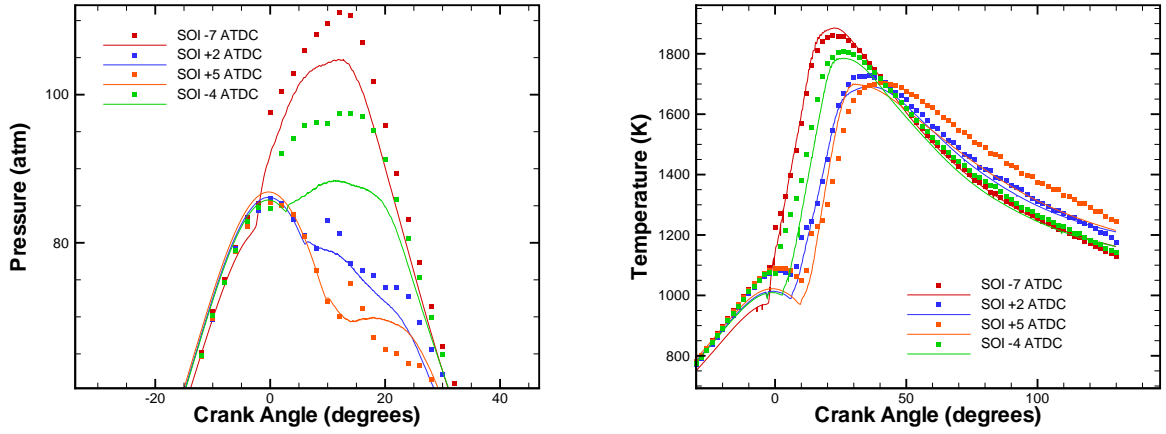 Pressure (atm)
100
80
SOI -7 ATDC
SOI +2 ATDC
SOI +5 ATDC
SOI -4 ATDC
-20
0
20
40
Crank Angle (degrees)
Temperature (K)
1800
1600
1400
1200
1000
800
SOI -7 ATDC
SOI +2 ATDC
SOI +5 ATDC
SOI -4 ATDC
0
50
100
Crank Angle (degrees)